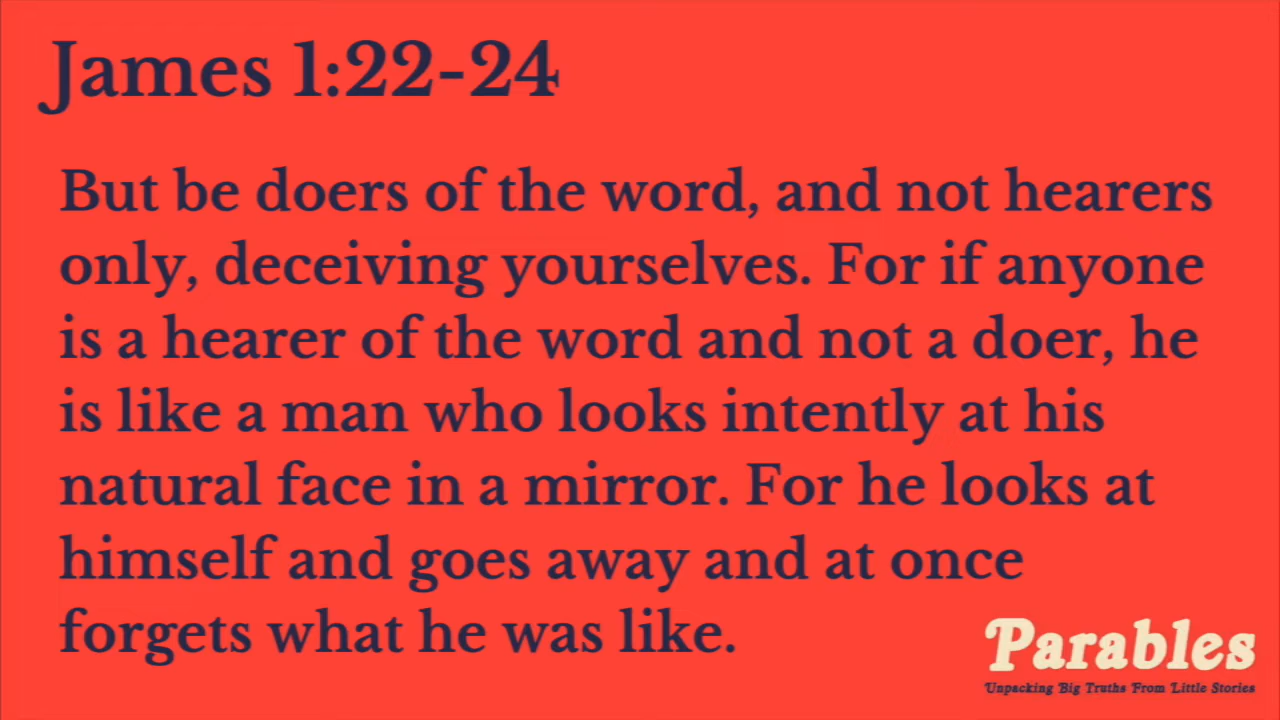 James 1:22-24
But be doers of the word, and not hearers
only, deceiving yourselves. For if anyone
is a hearer of the word and not a doer, he
is like a man who looks intently at his
natural face in a mirror. For he looks at
himself and goes away and at once
forgets what he was like.
Parables
Unpacking Big Truths From Little Stories